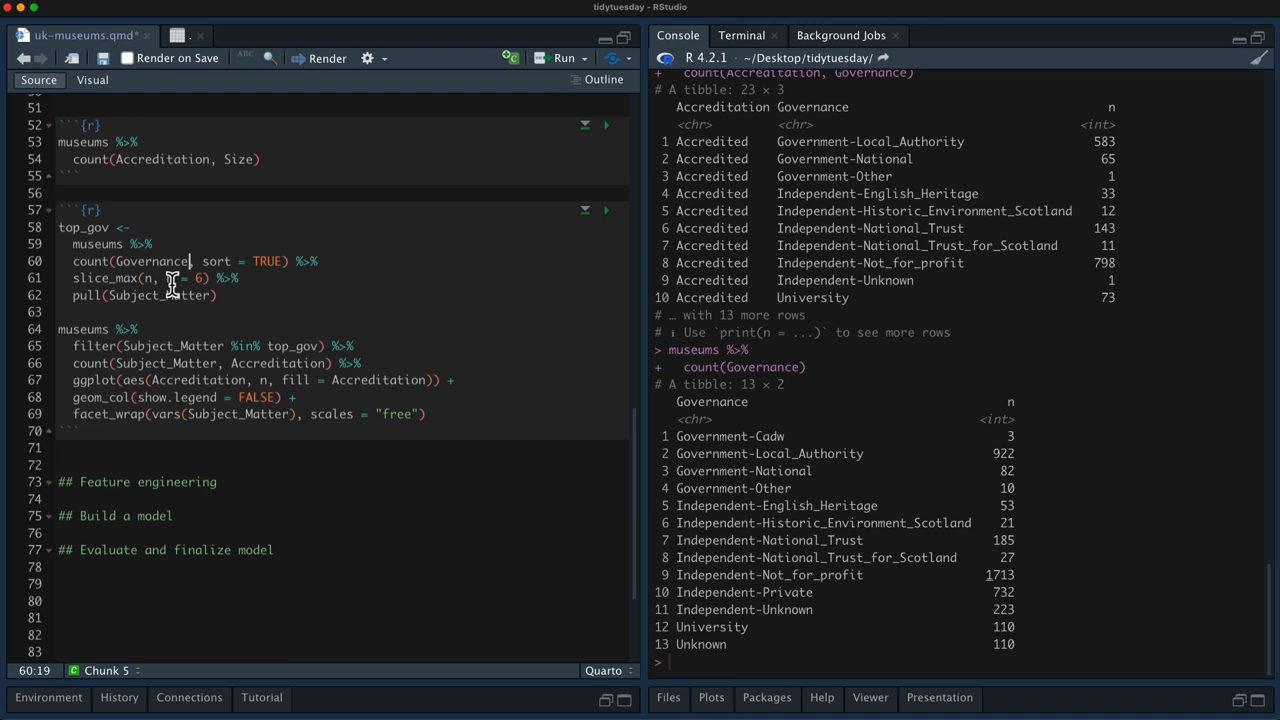 tidytuesday - RStudio
uk-museums.qmd* × . ×
Render on Save ABC Render Run
Source Visual Outline
51
52 ```{r}
53 museums %>%
54 count(Accreditation, Size)
55 ```
56
57 ```{r}
58 top_gov <-
59 museums %>%
60 count(Governance, sort = TRUE) %>%
61 slice_max(n, = 6) %>%
62 pull(Subject_Matter)
63
64 museums %>%
65 filter(Subject_Matter %in% top_gov) %>%
66 count(Subject_Matter, Accreditation) %>%
67 ggplot(aes(Accreditation, n, fill = Accreditation)) +
68 geom_col(show.legend = FALSE) +
69 facet_wrap(vars(Subject_Matter), scales = "free")
70 ```
71
72
73 ## Feature engineering
74
75 ## Build a model
76
77 ## Evaluate and finalize model
78
79
80
81
82
83
60:19 C Chunk 5 Quarto
Environment History Connections Tutorial
Console Terminal × Background Jobs ×
R 4.2.1 · ~/Desktop/tidytuesday/
+ count(Accreditation, Governance)
# A tibble: 23 × 3
Accreditation Governance n
<chr> <chr> <int>
1 Accredited Government-Local_Authority 583
2 Accredited Government-National 65
3 Accredited Government-Other 1
4 Accredited Independent-English_Heritage 33
5 Accredited Independent-Historic_Environment_Scotland 12
6 Accredited Independent-National_Trust 143
7 Accredited Independent-National_Trust_for_Scotland 11
8 Accredited Independent-Not_for_profit 798
9 Accredited Independent-Unknown 1
10 Accredited University 73
# … with 13 more rows
# ℹ Use `print(n = ...)` to see more rows
> museums %>%
+ count(Governance)
# A tibble: 13 × 2
Governance n
<chr> <int>
1 Government-Cadw 3
2 Government-Local_Authority 922
3 Government-National 82
4 Government-Other 10
5 Independent-English_Heritage 53
6 Independent-Historic_Environment_Scotland 21
7 Independent-National_Trust 185
8 Independent-National_Trust_for_Scotland 27
9 Independent-Not_for_profit 1713
10 Independent-Private 732
11 Independent-Unknown 223
12 University 110
13 Unknown 110
>
Files Plots Packages Help Viewer Presentation